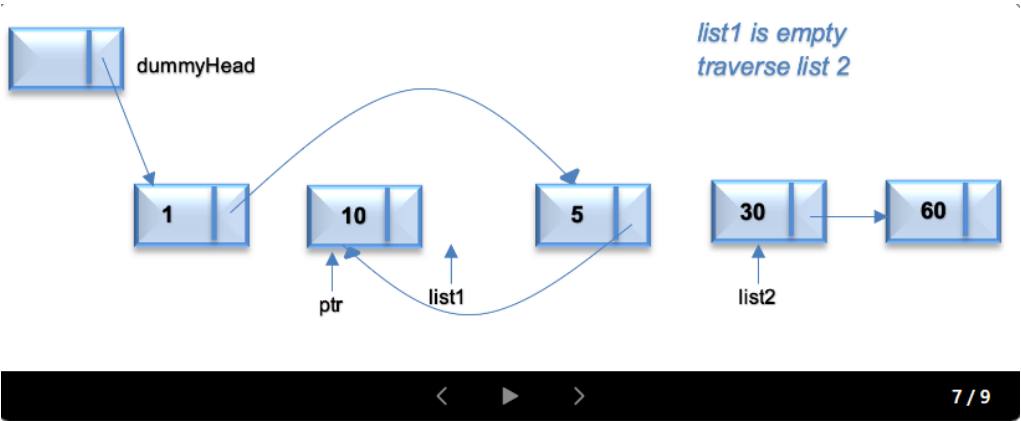 list1 is empty
traverse list 2
dummyHead
1
10
5
30
60
ptr
list1
list2
7 / 9